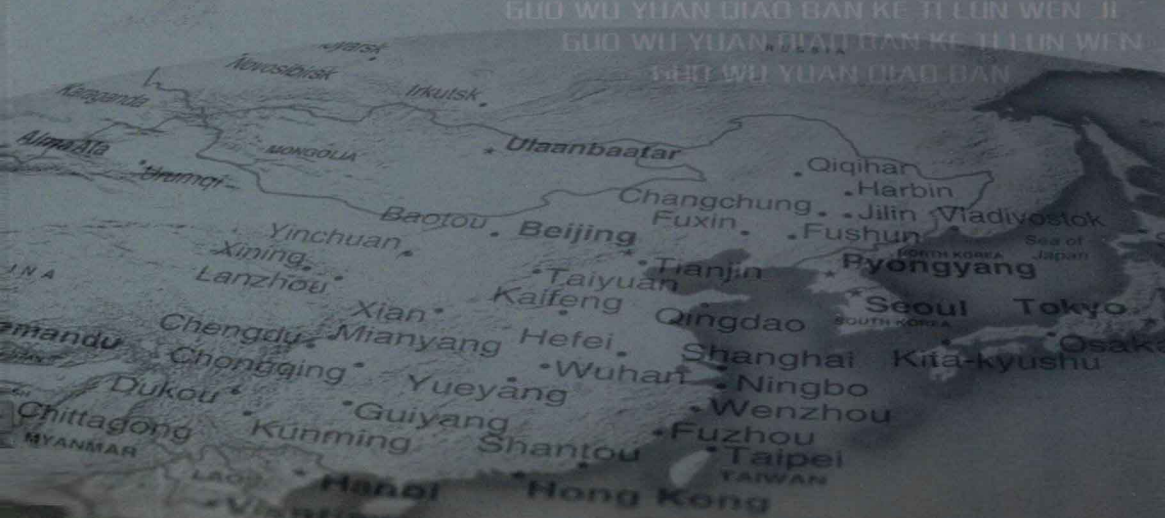 GUO WU YUAN QIAO BAN KE TI LUN WEN JI
GUO WU YUAN QIAO BAN KE TI LUN WEN
GUO WU YUAN QIAO BAN
RUSSIA
Novosibirsk
Karaganda
Irkutsk
Alma Ata
MONGOLIA
Ulaanbaatar
Urumqi
Qiqihar
Harbin
Changchung
Jilin
Vladivostok
Baotou
Fuxin
Fushun
Yinchuan
Beijing
Sea of
Japan
Xining
NORTH KOREA
Lanzhou
Taiyuan
Tianjin
Pyongyang
Kaifeng
Xian
Qingdao
Seoul
Tokyo
SOUTH KOREA
Chengdu
Mianyang
Hefei
Shanghai
Kita-kyushu
Osaka
Chongqing
Wuhan
Dukou
Yueyang
Ningbo
Chittagong
Guiyang
Wenzhou
MYANMAR
Kunming
Shantou
Fuzhou
Taipei
TAIWAN
LAO
Hanoi
Hong Kong